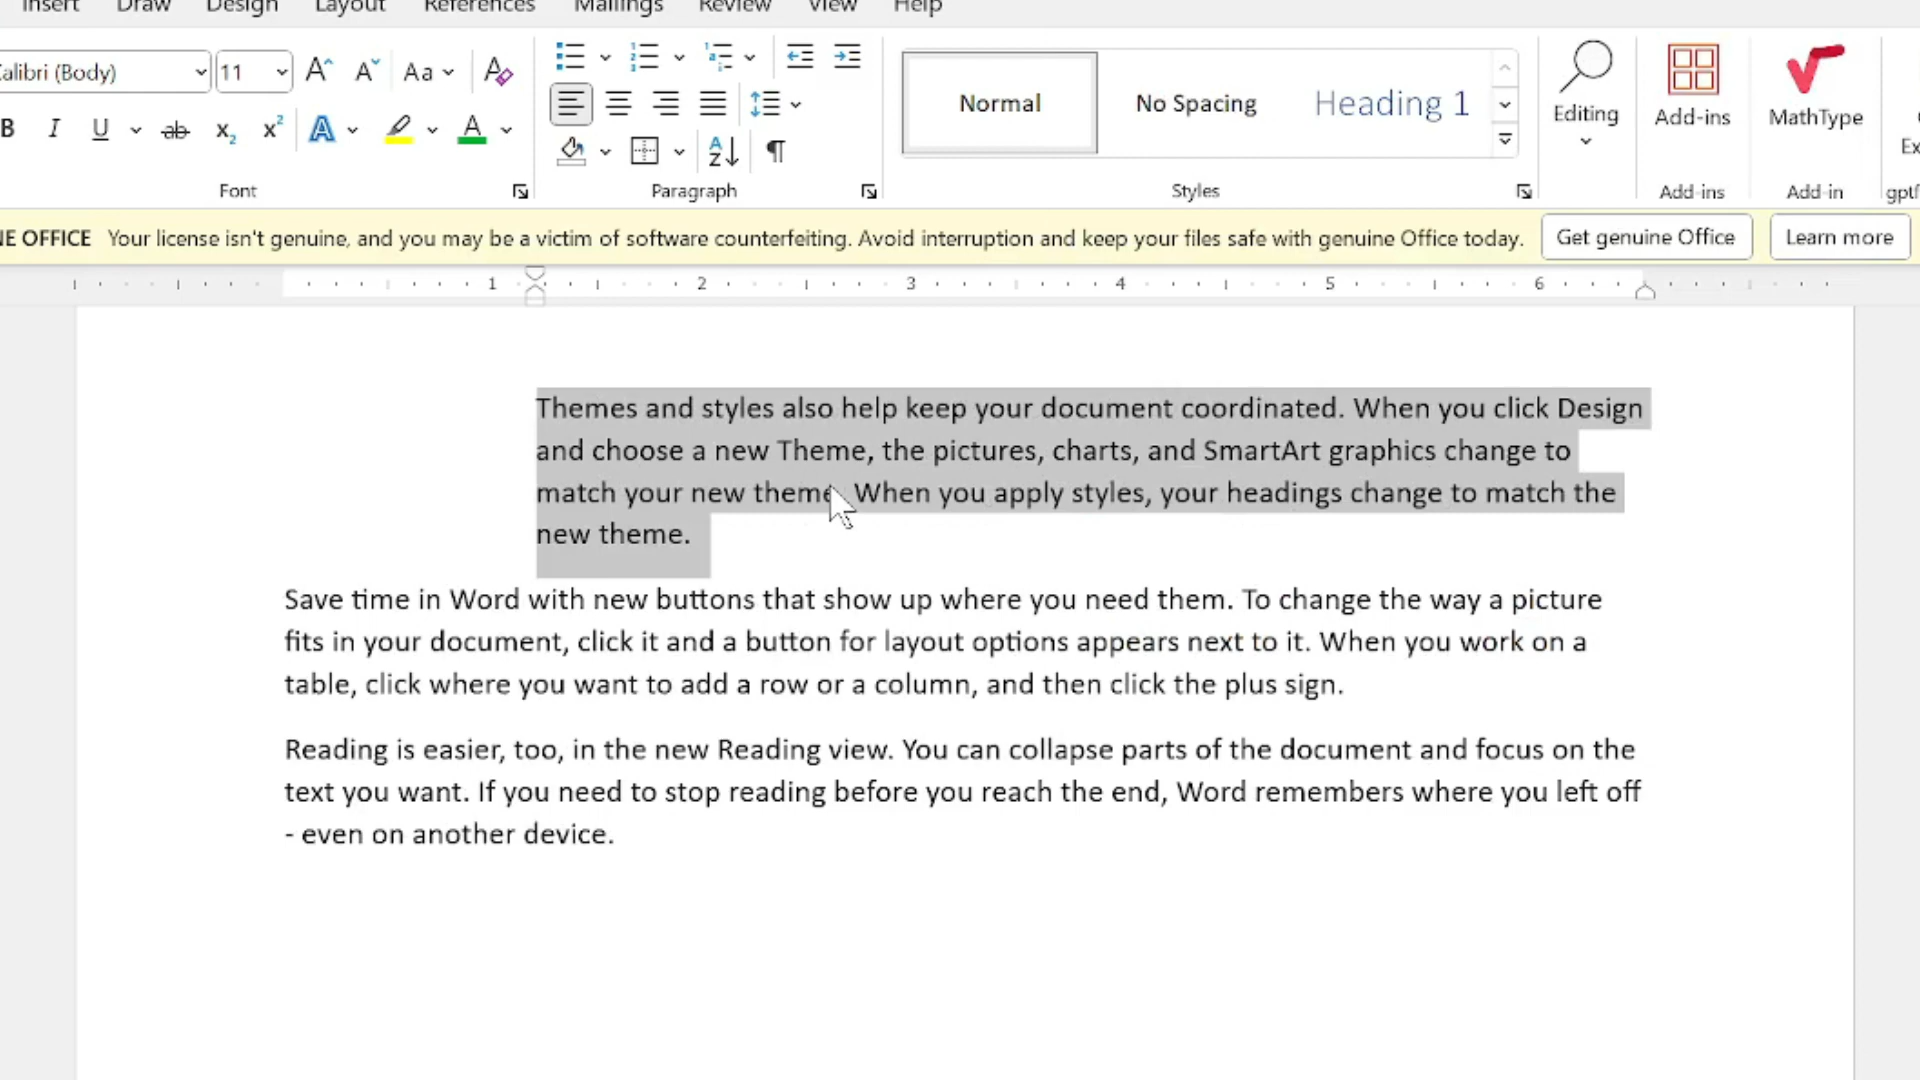 Insert Draw Design Layout References Mailings Review View Help
Calibri (Body) 11 Aa
Normal No Spacing Heading 1
Editing Add-ins MathType
B I U ab x2 x2 A A
A Z ¶
Font Paragraph Styles Add-ins Add-in
OFFICE Your license isn't genuine, and you may be a victim of software counterfeiting. Avoid interruption and keep your files safe with genuine Office today. Get genuine Office Learn more
1 2 3 4 5 6
Themes and styles also help keep your document coordinated. When you click Design
and choose a new Theme, the pictures, charts, and SmartArt graphics change to
match your new theme. When you apply styles, your headings change to match the
new theme.
Save time in Word with new buttons that show up where you need them. To change the way a picture
fits in your document, click it and a button for layout options appears next to it. When you work on a
table, click where you want to add a row or a column, and then click the plus sign.
Reading is easier, too, in the new Reading view. You can collapse parts of the document and focus on the
text you want. If you need to stop reading before you reach the end, Word remembers where you left off
- even on another device.